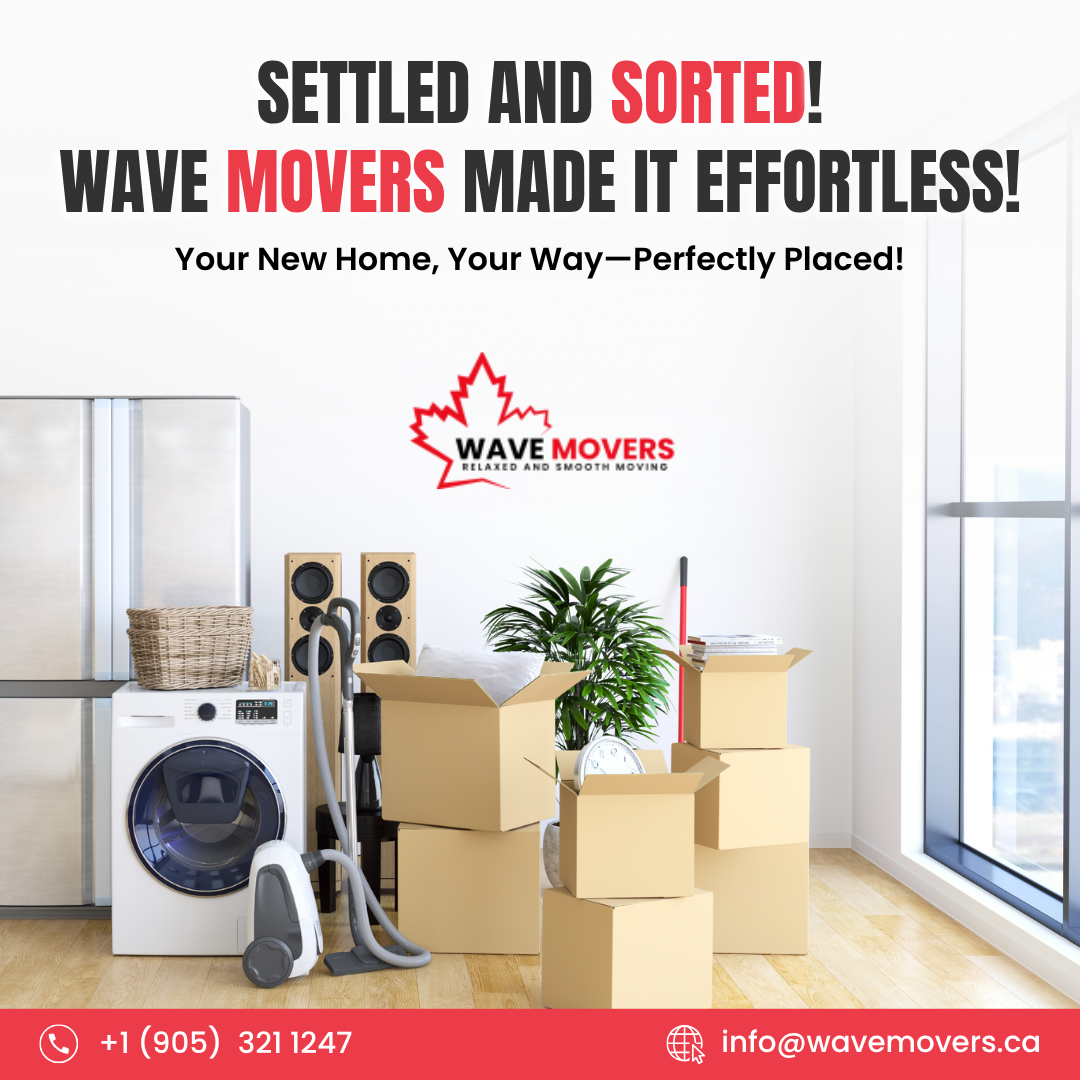 SETTLED AND SORTED!
WAVE MOVERS MADE IT EFFORTLESS!
Your New Home, Your Way—Perfectly Placed!
WAVE MOVERS
RELAXED AND SMOOTH MOVING
+1 (905) 321 1247
info@wavemovers.ca